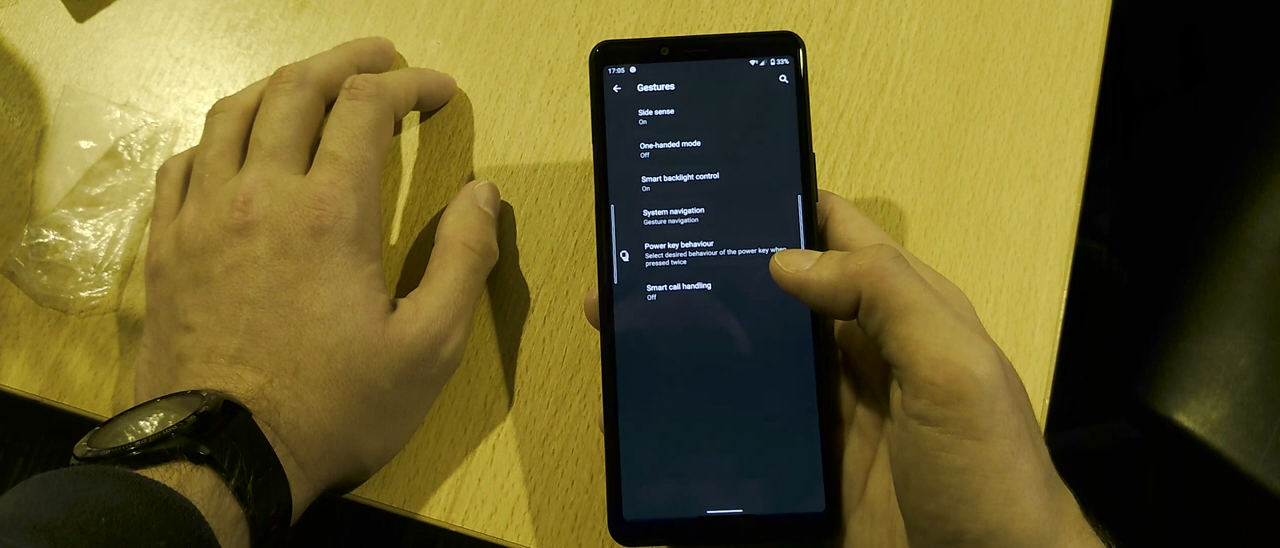 17:05 33%
Gestures
Side sense
On
One-handed mode
Off
Smart backlight control
On
System navigation
Gesture navigation
Power key behaviour
Select desired behaviour of the power key when
pressed twice
Smart call handling
Off